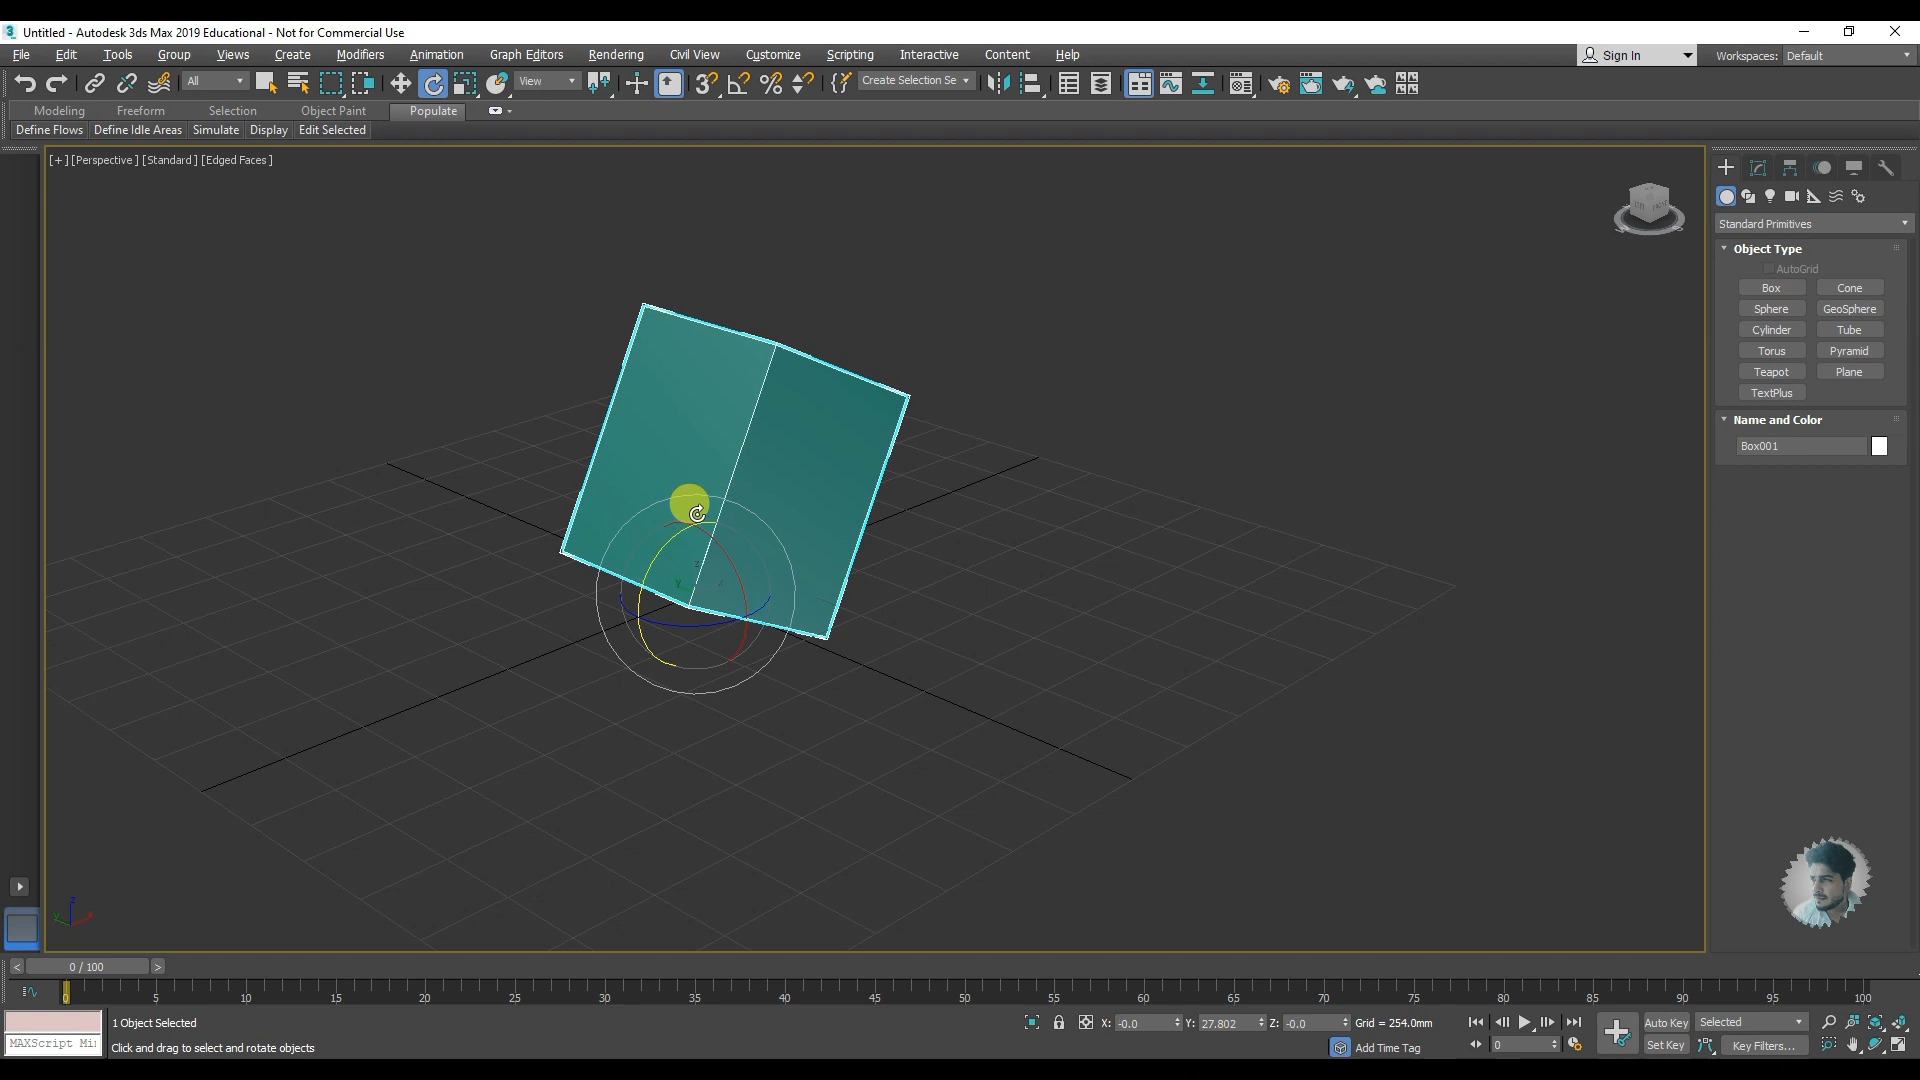 Untitled - Autodesk 3ds Max 2019 Educational - Not for Commercial Use
File Edit Tools Group Views Create Modifiers Animation Graph Editors Rendering Civil View Customize Scripting Interactive Content Help
Sign In
Workspaces: Default
All
View
Create Selection Se
Modeling Freeform Selection Object Paint Populate
Define Flows Define Idle Areas Simulate Display Edit Selected
[+] [Perspective] [Standard] [Edged Faces]
Standard Primitives
Object Type
AutoGrid
Box Cone
Sphere GeoSphere
Cylinder Tube
Torus Pyramid
Teapot Plane
TextPlus
Name and Color
Box001
z
Y
z
< 0 / 100 >
0 5 10 15 20 25 30 35 40 45 50 55 60 65 70 75 80 85 90 95 100
1 Object Selected
X: -0.0 Y: 27.802 Z: -0.0 Grid = 254.0mm
Auto Key Selected
MAXScript Mi
Click and drag to select and rotate objects
Add Time Tag
0
Set Key
Key Filters...